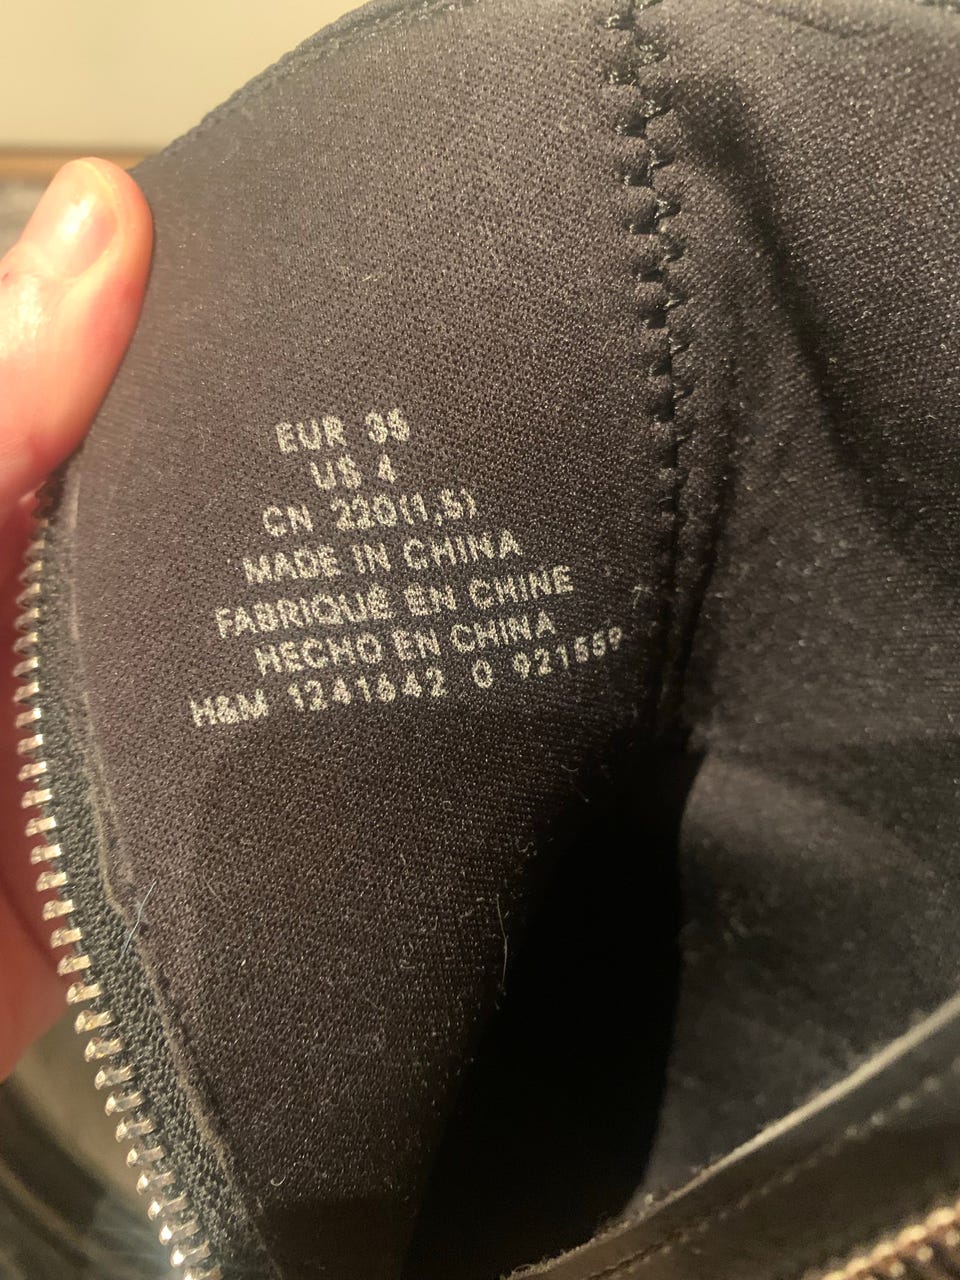 EUR 35
US 4
CN 220(1,5)
MADE IN CHINA
FABRIQUÉ EN CHINE
HECHO EN CHINA
H&M 1241642 0 921559